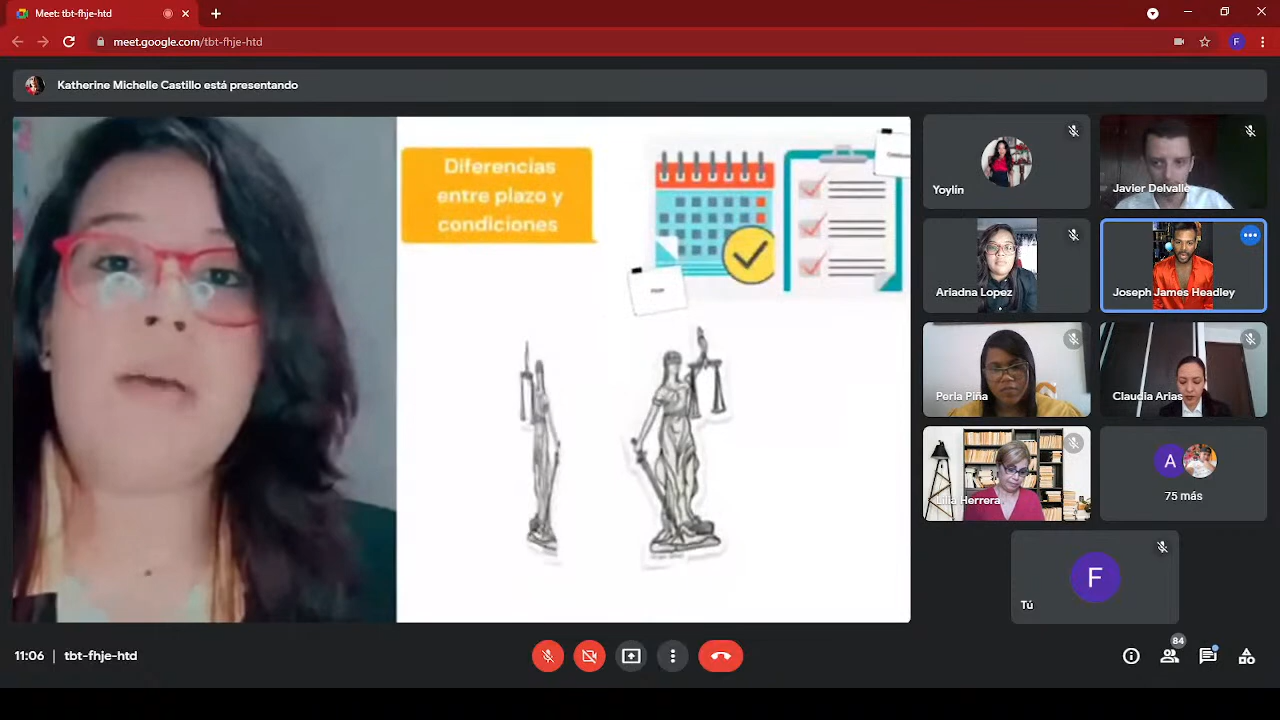 Meet: tbt-fhje-htd
meet.google.com/tbt-fhje-htd
F
Katherine Michelle Castillo está presentando
Diferencias
entre plazo y
condiciones
Yoylín
Javier Delvalle
Ariadna Lopez
Joseph James Headley
Perla Piña
Claudia Arias
Lilia Herrera
A
75 más
F
Tú
11:06 | tbt-fhje-htd
84